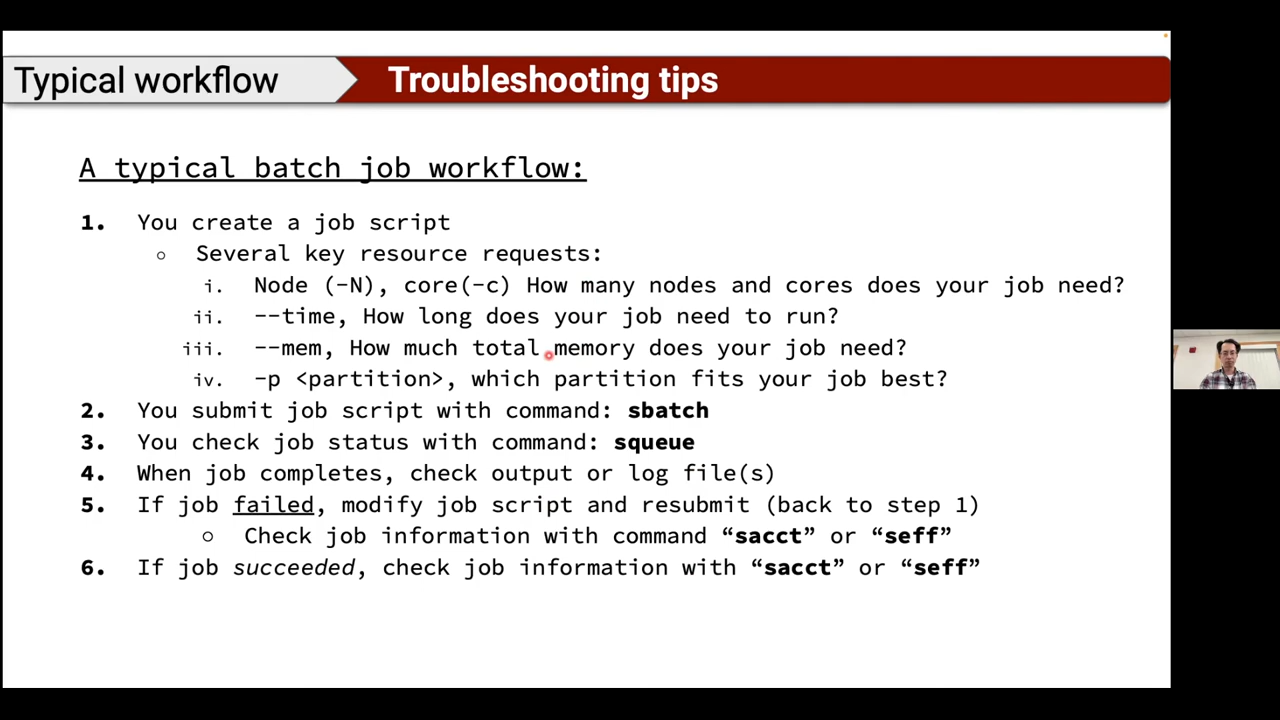 Typical workflow
Troubleshooting tips
A typical batch job workflow:
1. You create a job script
○ Several key resource requests:
i. Node (-N), core(-c) How many nodes and cores does your job need?
ii. --time, How long does your job need to run?
iii. --mem, How much total memory does your job need?
iv. -p <partition>, which partition fits your job best?
2. You submit job script with command: sbatch
3. You check job status with command: squeue
4. When job completes, check output or log file(s)
5. If job failed, modify job script and resubmit (back to step 1)
○ Check job information with command “sacct” or “seff”
6. If job succeeded, check job information with “sacct” or “seff”